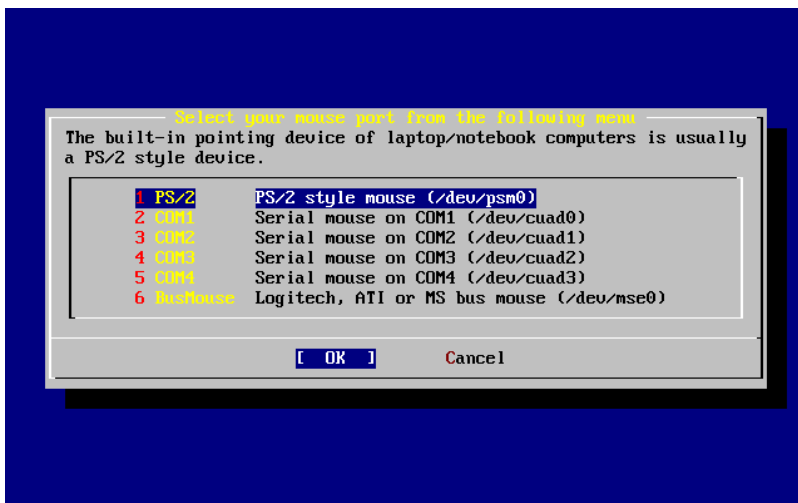 Select your mouse port from the following menu
The built-in pointing device of laptop/notebook computers is usually
a PS/2 style device.
1 PS/2 PS/2 style mouse (/dev/psm0)
2 COM1 Serial mouse on COM1 (/dev/cuad0)
3 COM2 Serial mouse on COM2 (/dev/cuad1)
4 COM3 Serial mouse on COM3 (/dev/cuad2)
5 COM4 Serial mouse on COM4 (/dev/cuad3)
6 BusMouse Logitech, ATI or MS bus mouse (/dev/mse0)
[ OK ] Cancel